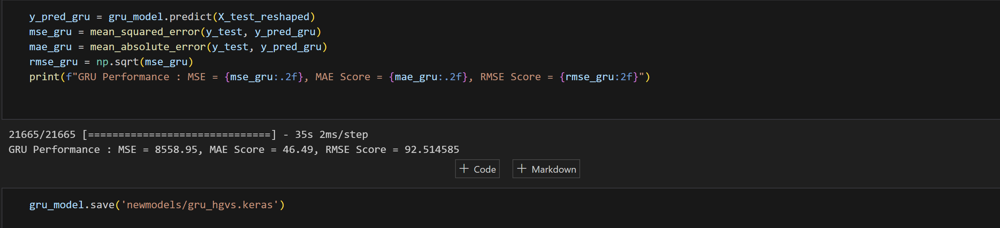 y_pred_gru = gru_model.predict(X_test_reshaped)
mse_gru = mean_squared_error(y_test, y_pred_gru)
mae_gru = mean_absolute_error(y_test, y_pred_gru)
rmse_gru = np.sqrt(mse_gru)
print(f"GRU Performance : MSE = {mse_gru:.2f}, MAE Score = {mae_gru:.2f}, RMSE Score = {rmse_gru:2f}")
21665/21665 [==============================] - 35s 2ms/step
GRU Performance : MSE = 8558.95, MAE Score = 46.49, RMSE Score = 92.514585
+ Code + Markdown
gru_model.save('newmodels/gru_hgvs.keras')